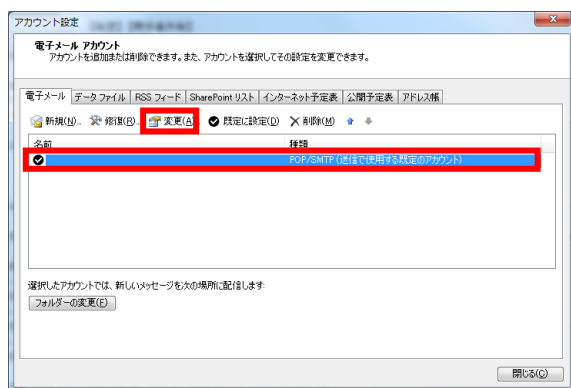 アカウント設定
電子メール アカウント
アカウントを追加または削除できます。また、アカウントを選択してその設定を変更できます。
電子メール データ ファイル RSS フィード SharePoint リスト インターネット予定表 公開予定表 アドレス帳
新規(N)... 修復(R)... 変更(A)... 既定に設定(D) 削除(M)
名前 種類
POP/SMTP (送信で使用する既定のアカウント)
選択したアカウントでは、新しいメッセージを次の場所に配信します:
フォルダーの変更(F)
閉じる(C)